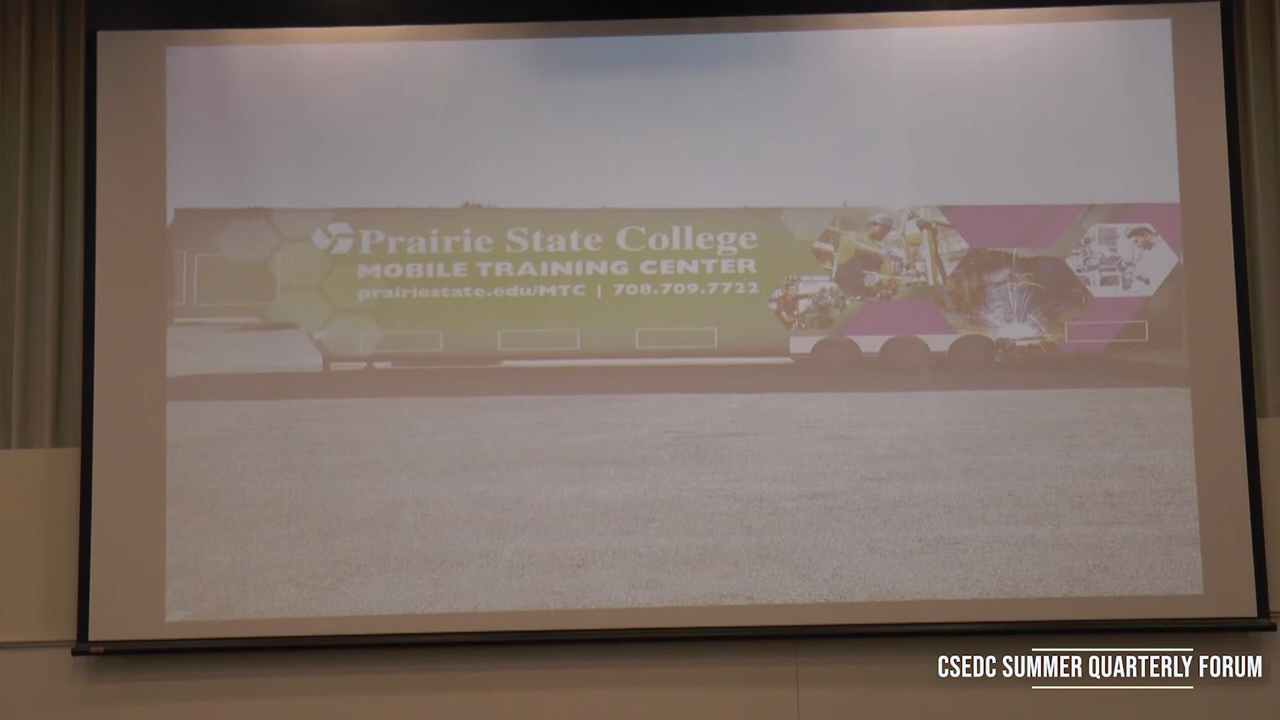 Prairie State College
MOBILE TRAINING CENTER
prairiestate.edu/MTC | 708.709.7722
CSEDC SUMMER QUARTERLY FORUM